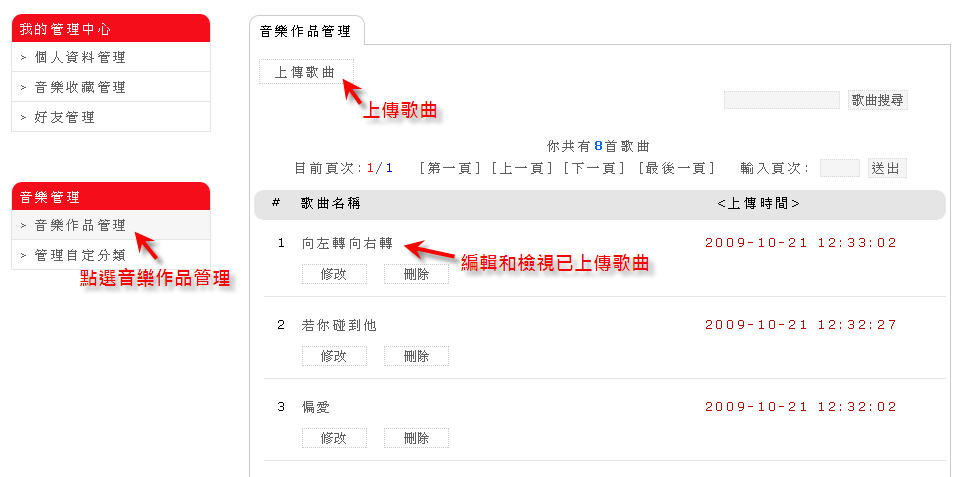 我的管理中心
> 個人資料管理
> 音樂收藏管理
> 好友管理
音樂管理
> 音樂作品管理
> 管理自定分類
點選音樂作品管理
音樂作品管理
上傳歌曲
上傳歌曲
歌曲搜尋
你共有8首歌曲
目前頁次:1/1 [第一頁] [上一頁] [下一頁] [最後一頁] 輸入頁次: 送出
# 歌曲名稱 <上傳時間>
1 向左轉向右轉 2009-10-21 12:33:02
編輯和檢視已上傳歌曲
修改 刪除
2 若你碰到他 2009-10-21 12:32:27
修改 刪除
3 偏愛 2009-10-21 12:32:02
修改 刪除